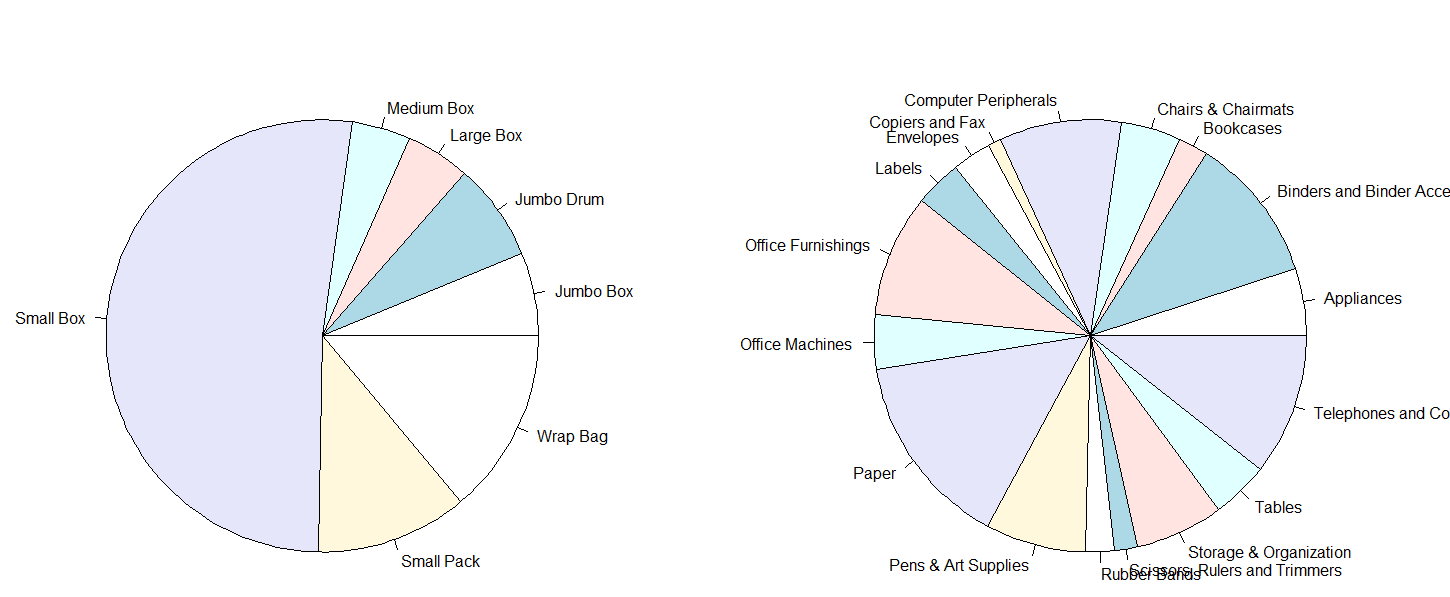 Medium Box
Large Box
Jumbo Drum
Jumbo Box
Small Box
Wrap Bag
Small Pack
Computer Peripherals
Copiers and Fax
Envelopes
Labels
Office Furnishings
Office Machines
Paper
Pens & Art Supplies
Chairs & Chairmats
Bookcases
Binders and Binder Acce
Appliances
Telephones and Co
Tables
Storage & Organization
Scissors, Rulers and Trimmers
Rubber Bands